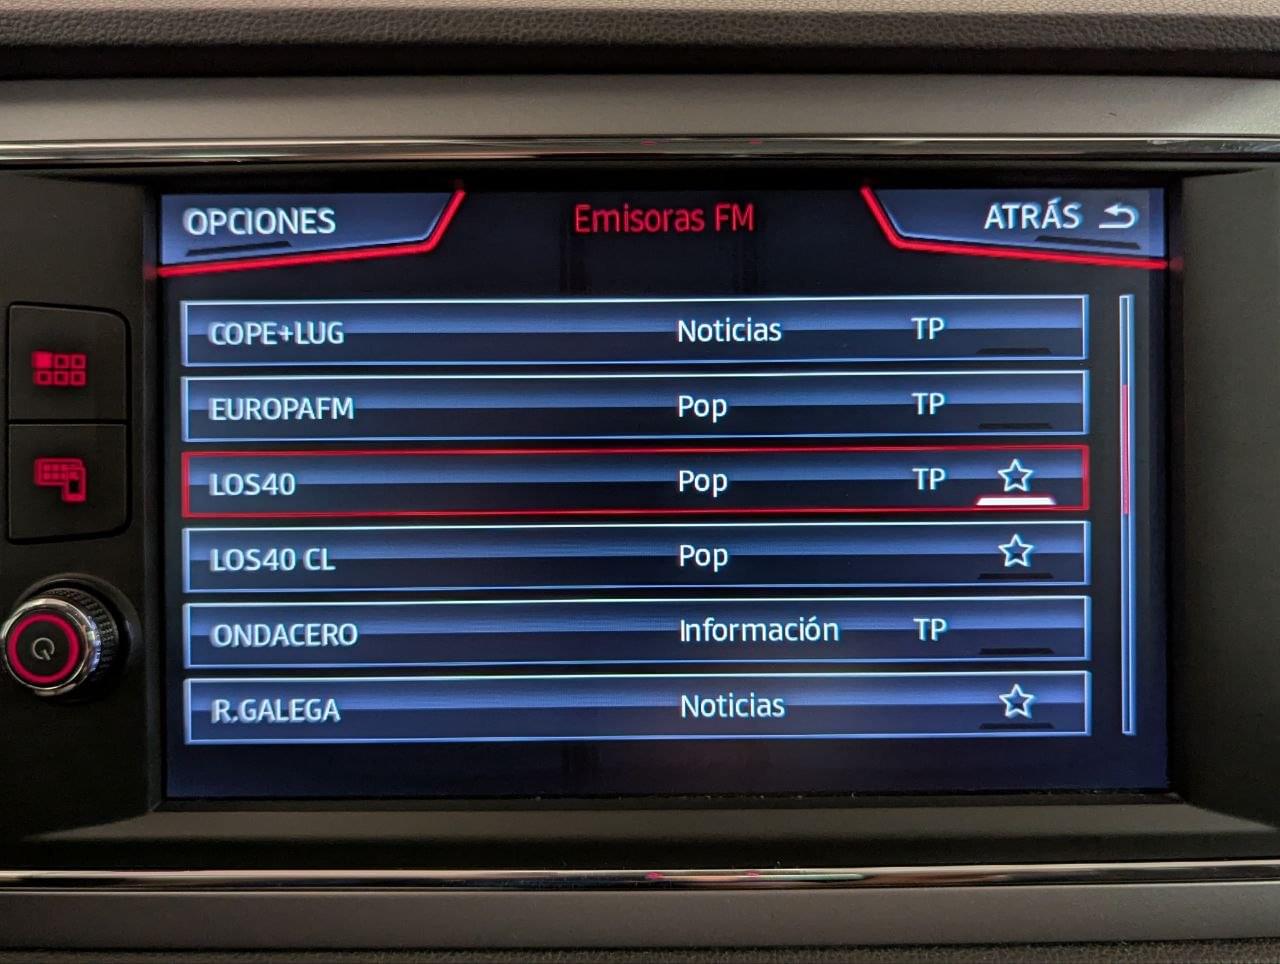 OPCIONES Emisoras FM ATRÁS
COPE+LUG Noticias TP
EUROPAFM Pop TP
LOS40 Pop TP
LOS40 CL Pop
ONDACERO Información TP
R.GALEGA Noticias